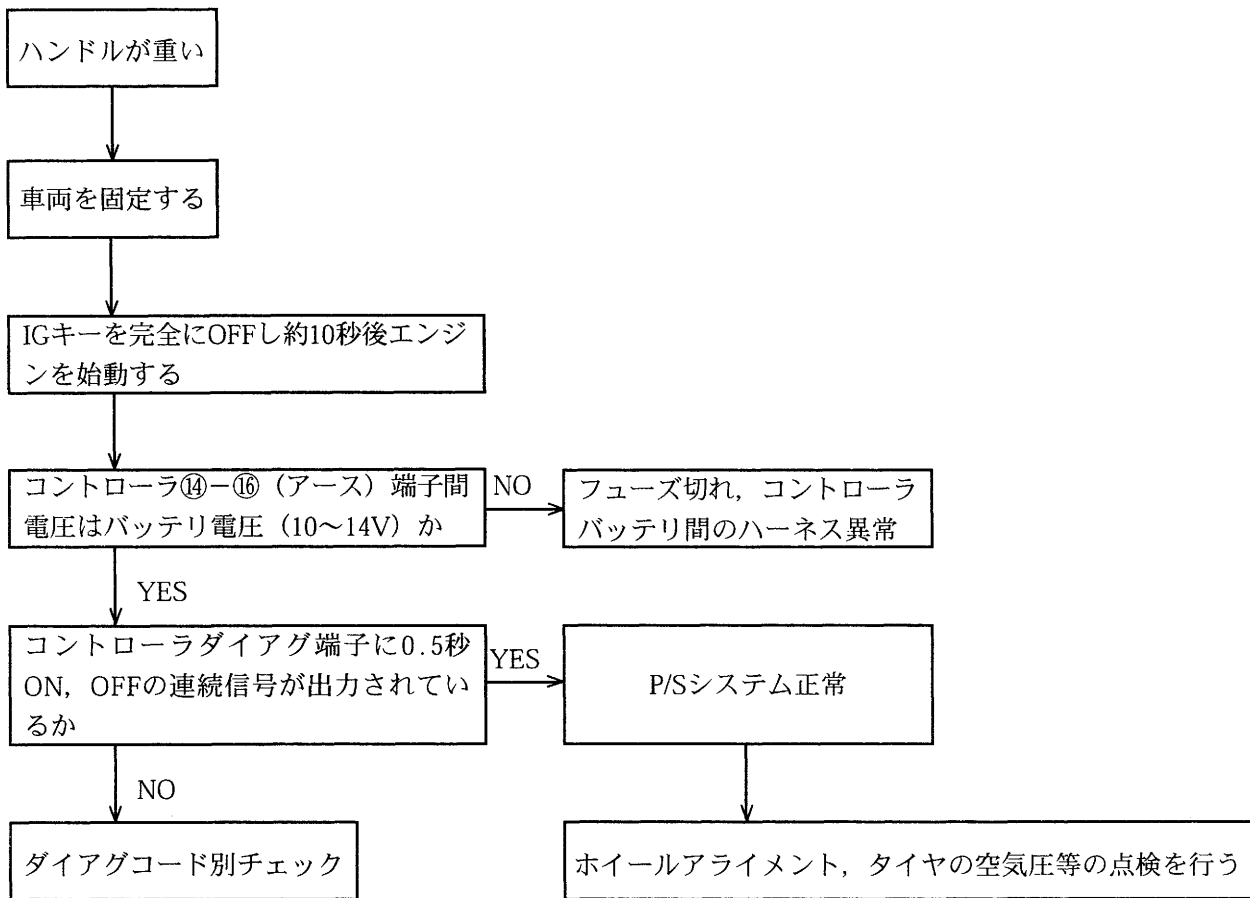 ハンドルが重い
車両を固定する
IGキーを完全にOFFし約10秒後エンジ
ンを始動する
コントローラ⑭−⑯（アース）端子間
電圧はバッテリ電圧（10〜14V）か
NO
フューズ切れ，コントローラ
バッテリ間のハーネス異常
YES
コントローラダイアグ端子に0.5秒
ON，OFFの連続信号が出力されてい
るか
YES
P/Sシステム正常
NO
ダイアグコード別チェック
ホイールアライメント，タイヤの空気圧等の点検を行う